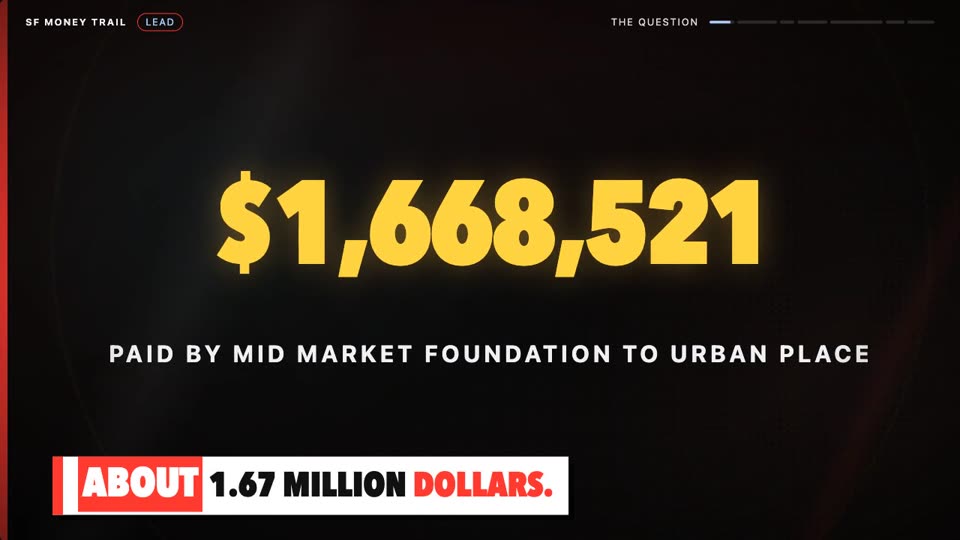 SF MONEY TRAIL LEAD THE QUESTION
$1,668,521
PAID BY MID MARKET FOUNDATION TO URBAN PLACE
ABOUT 1.67 MILLION DOLLARS.